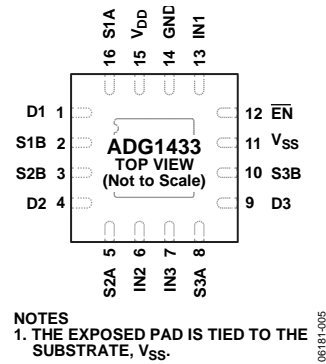 16 S1A
15 VDD
14 GND
13 IN1
D1 1
S1B 2
S2B 3
D2 4
ADG1433
TOP VIEW
(Not to Scale)
12 E̅N̅
11 VSS
10 S3B
9 D3
S2A 5
IN2 6
IN3 7
S3A 8
NOTES
1. THE EXPOSED PAD IS TIED TO THE
SUBSTRATE, VSS.
06181-005